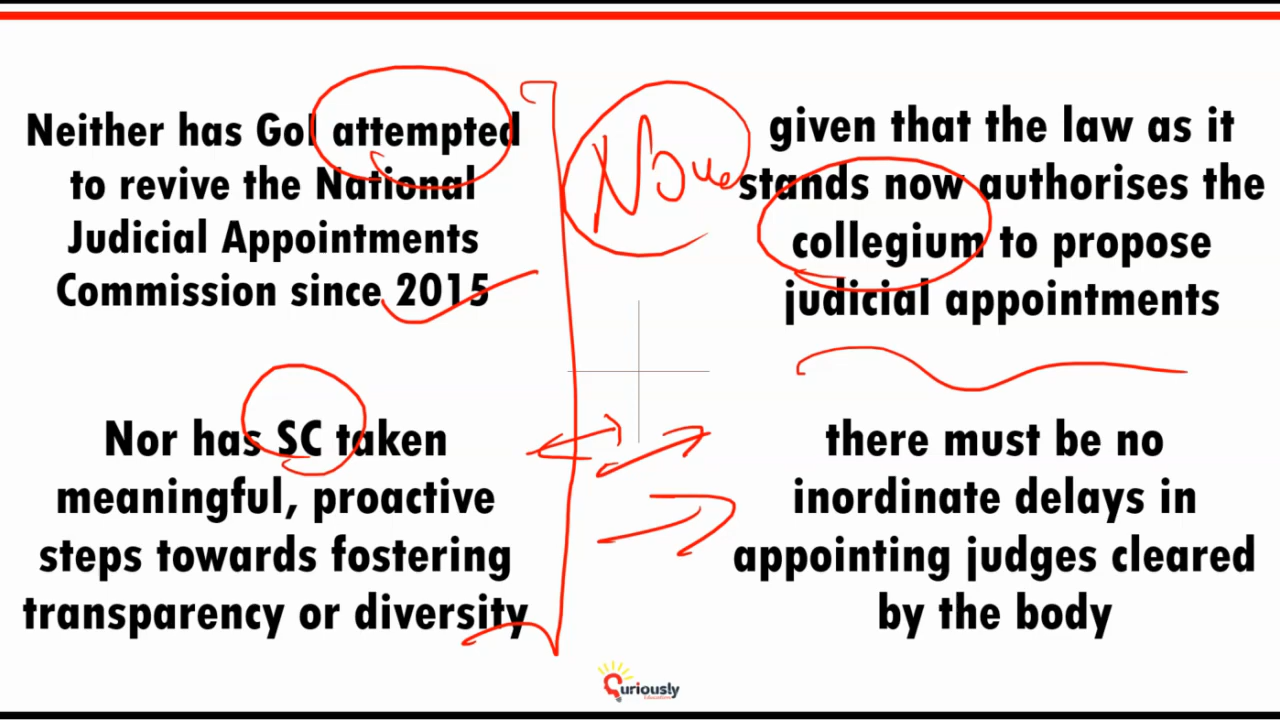 Neither has GoI attempted
to revive the National
Judicial Appointments
Commission since 2015
Nor has SC taken
meaningful, proactive
steps towards fostering
transparency or diversity
given that the law as it
stands now authorises the
collegium to propose
judicial appointments
there must be no
inordinate delays in
appointing judges cleared
by the body
Curiously